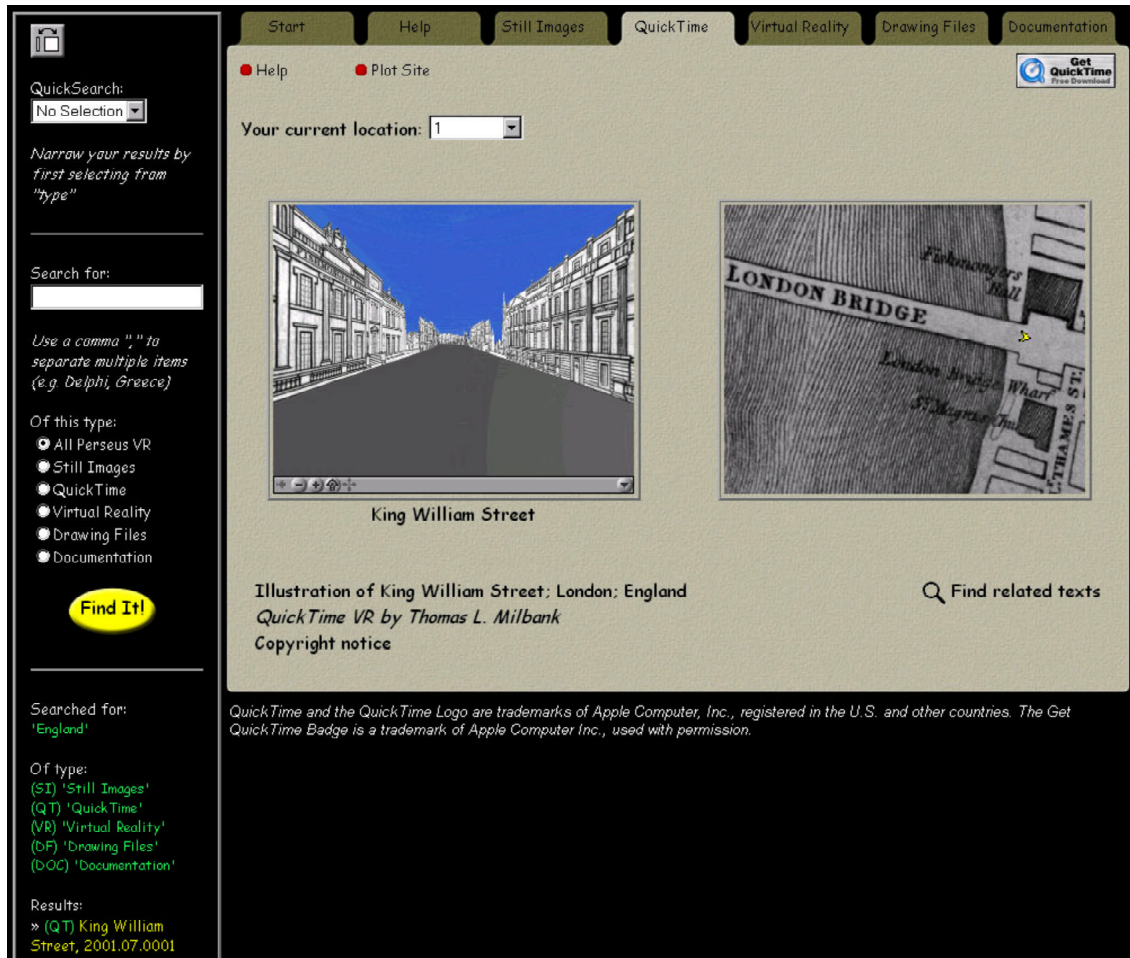 QuickSearch:
No Selection
Narrow your results by
first selecting from
"type"
Search for:
Use a comma "," to
separate multiple items
(e.g. Delphi, Greece)
Of this type:
All Perseus VR
Still Images
QuickTime
Virtual Reality
Drawing Files
Documentation
Find It!
Searched for:
'England'
Of type:
(SI) 'Still Images'
(QT) 'QuickTime'
(VR) 'Virtual Reality'
(DF) 'Drawing Files'
(DOC) 'Documentation'
Results:
» (QT) King William
Street, 2001.07.0001
Start Help Still Images QuickTime Virtual Reality Drawing Files Documentation
Help Plot Site
Get
QuickTime
Free Download
Your current location: 1
King William Street
Fishmongers
Hall
LONDON BRIDGE
London Bridge Wharf
St. Magnus
THAMES ST:
Illustration of King William Street; London; England
QuickTime VR by Thomas L. Milbank
Copyright notice
Find related texts
QuickTime and the QuickTime Logo are trademarks of Apple Computer, Inc., registered in the U.S. and other countries. The Get
QuickTime Badge is a trademark of Apple Computer Inc., used with permission.